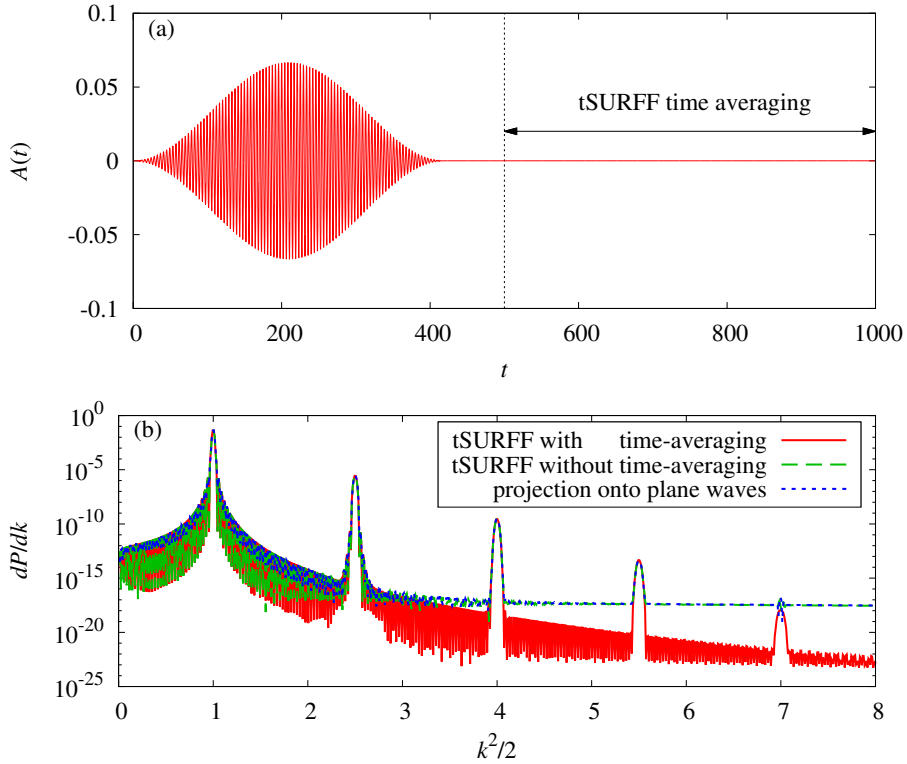 (a)
tSURFF time averaging
A(t)
0.1
0.05
0
-0.05
-0.1
0 200 400 600 800 1000
t
(b)
tSURFF with time-averaging
tSURFF without time-averaging
projection onto plane waves
dP/dk
10^0
10^-5
10^-10
10^-15
10^-20
10^-25
0 1 2 3 4 5 6 7 8
k^2/2